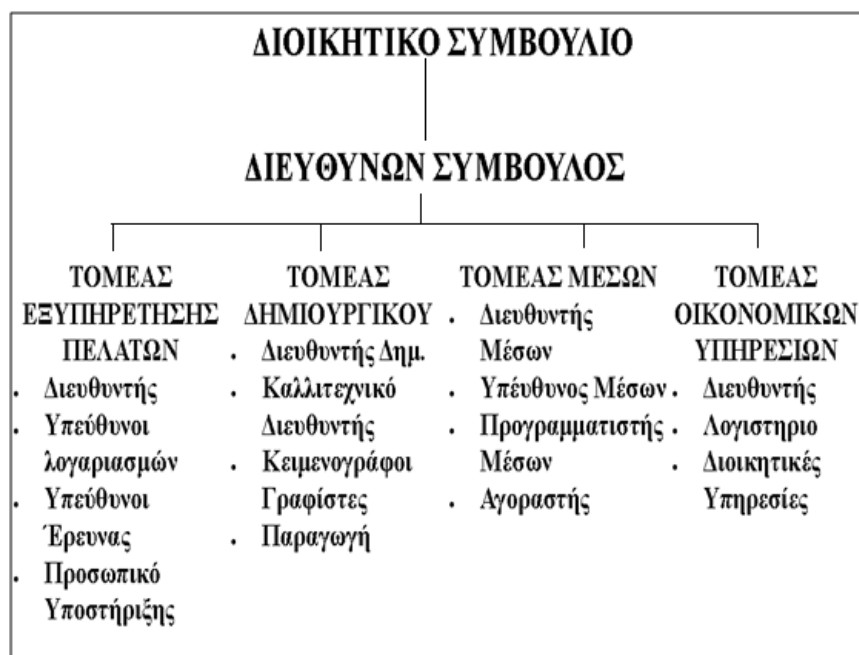 ΔΙΟΙΚΗΤΙΚΟ ΣΥΜΒΟΥΛΙΟ
ΔΙΕΥΘΥΝΩΝ ΣΥΜΒΟΥΛΟΣ
ΤΟΜΕΑΣ
ΕΞΥΠΗΡΕΤΗΣΗΣ
ΠΕΛΑΤΩΝ
. Διευθυντής
. Υπεύθυνοι
λογαριασμών
. Υπεύθυνοι
Έρευνας
. Προσωπικό
Υποστήριξης
ΤΟΜΕΑΣ
ΔΗΜΙΟΥΡΓΙΚΟΥ
. Διευθυντής Δημ.
. Καλλιτεχνικό
Διευθυντής
. Κειμενογράφοι
Γραφίστες
. Παραγωγή
ΤΟΜΕΑΣ ΜΕΣΩΝ
. Διευθυντής
Μέσων
. Υπέυθυνος Μέσων
. Προγραμματιστής
Μέσων
. Αγοραστής
ΤΟΜΕΑΣ
ΟΙΚΟΝΟΜΙΚΩΝ
ΥΠΗΡΕΣΙΩΝ
. Διευθυντής
. Λογιστηριο
. Διοικητικές
Υπηρεσίες